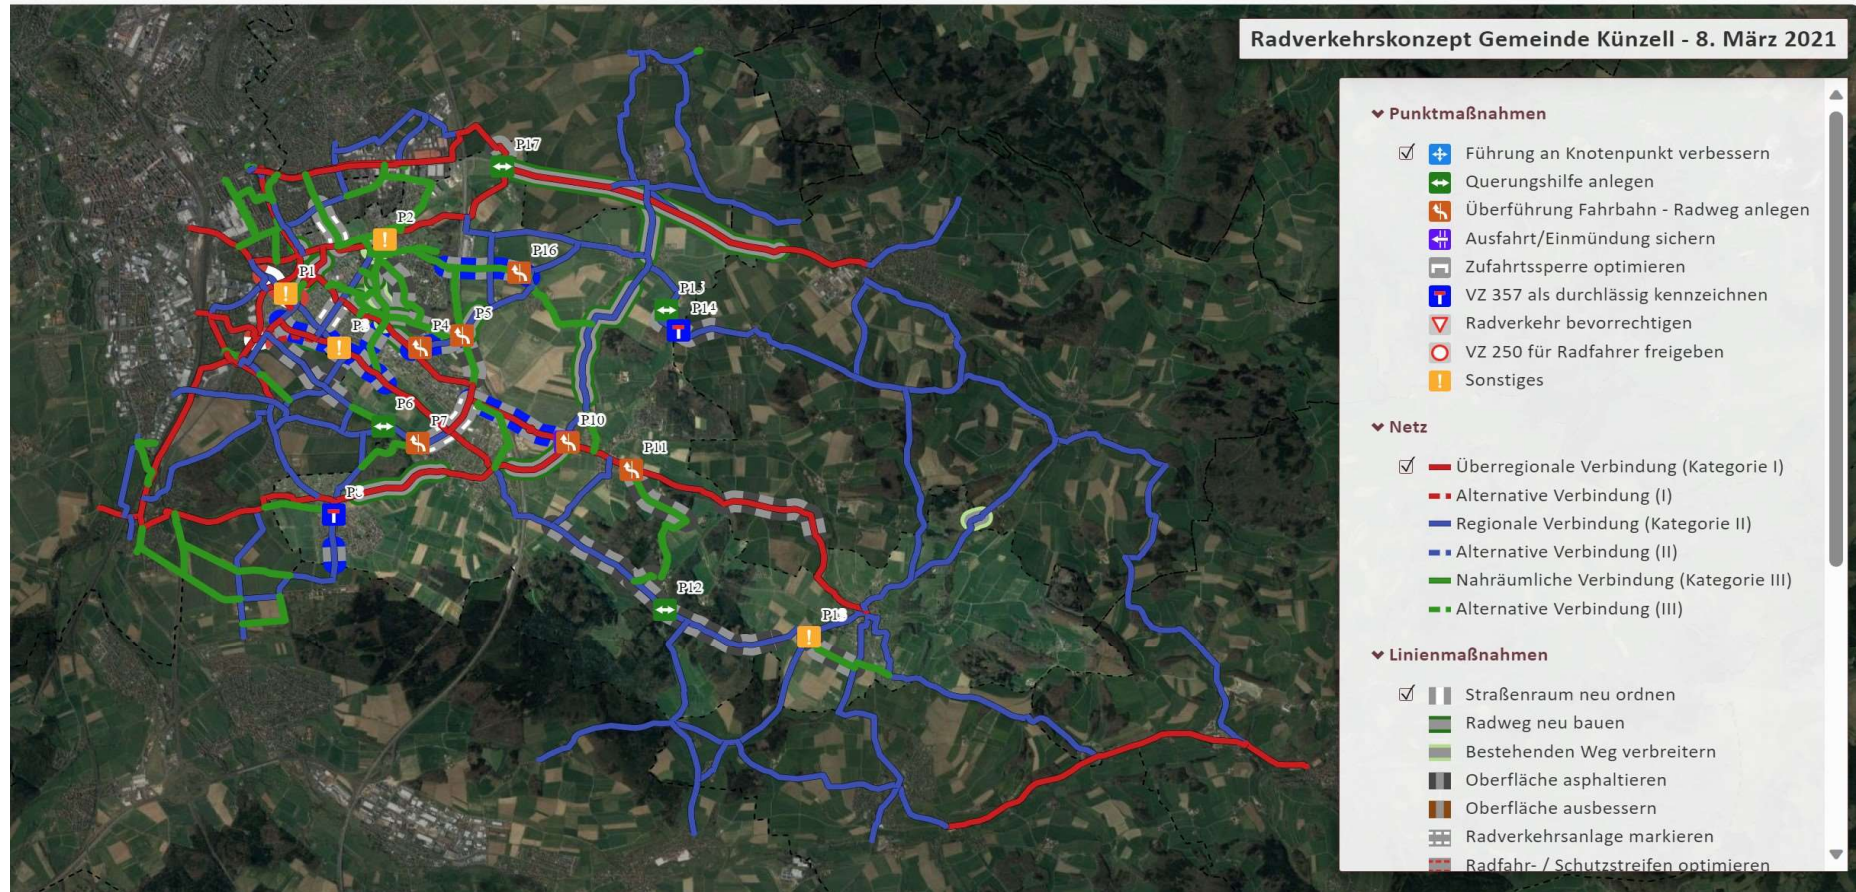 Radverkehrskonzept Gemeinde Künzell - 8. März 2021
Punktmaßnahmen
Führung an Knotenpunkt verbessern
Querungshilfe anlegen
Überführung Fahrbahn - Radweg anlegen
Ausfahrt/Einmündung sichern
Zufahrtssperre optimieren
VZ 357 als durchlässig kennzeichnen
Radverkehr bevorrechtigen
VZ 250 für Radfahrer freigeben
Sonstiges
Netz
Überregionale Verbindung (Kategorie I)
Alternative Verbindung (I)
Regionale Verbindung (Kategorie II)
Alternative Verbindung (II)
Nahräumliche Verbindung (Kategorie III)
Alternative Verbindung (III)
Linienmaßnahmen
Straßenraum neu ordnen
Radweg neu bauen
Bestehenden Weg verbreitern
Oberfläche asphaltieren
Oberfläche ausbessern
Radverkehrsanlage markieren
Radfahr- / Schutzstreifen optimieren
P17
P2
P16
P1
P15
P14
P5
P4
P6
P7
P10
P11
P12